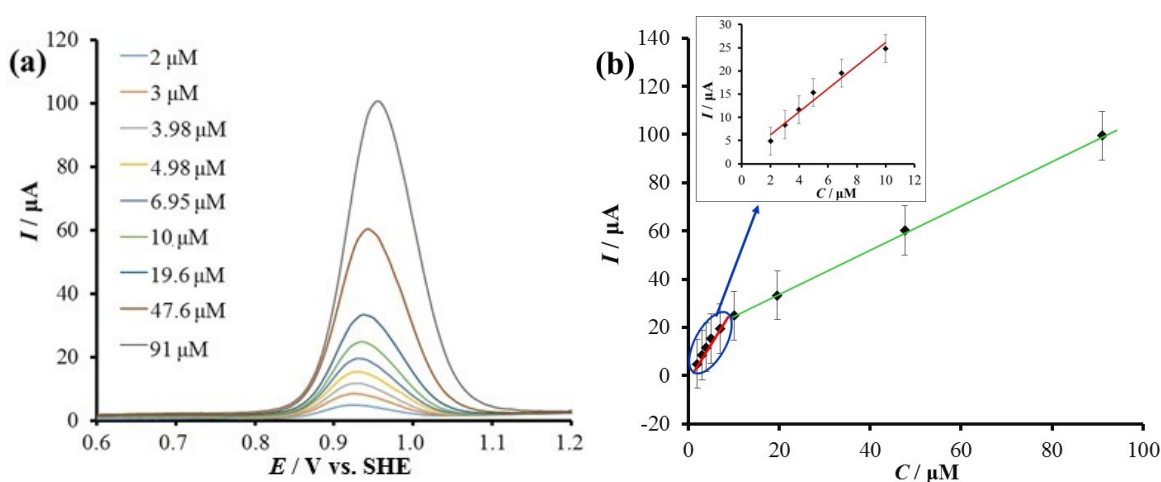 (a)
I / µA
120
100
80
60
40
20
0
2 µM
3 µM
3.98 µM
4.98 µM
6.95 µM
10 µM
19.6 µM
47.6 µM
91 µM
0.6 0.7 0.8 0.9 1.0 1.1 1.2
E / V vs. SHE
(b)
I / µA
140
120
100
80
60
40
20
0
-20
0 20 40 60 80 100
C / µM
I / µA
40
35
30
25
20
15
10
5
0
0 2 4 6 8 10 12
C / µM